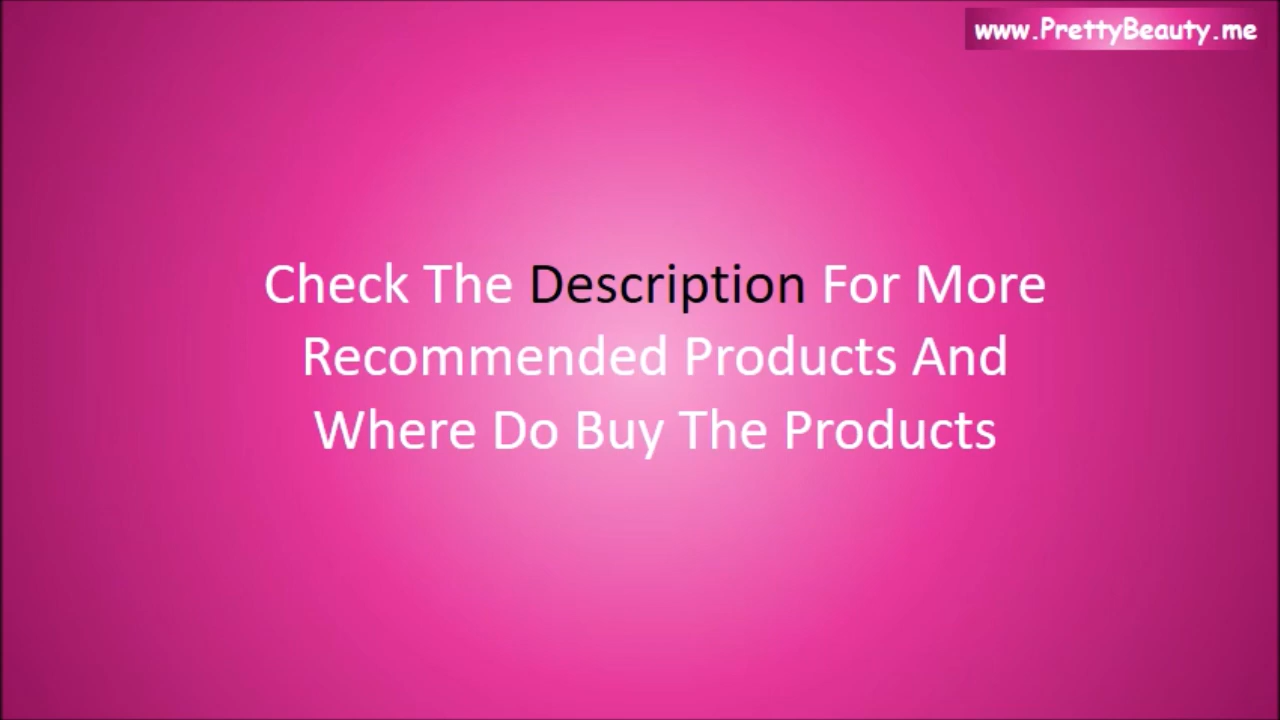 www.PrettyBeauty.me
Check The Description For More
Recommended Products And
Where Do Buy The Products